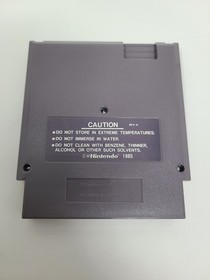 CAUTION
● DO NOT STORE IN EXTREME TEMPERATURES.
● DO NOT IMMERSE IN WATER.
● DO NOT CLEAN WITH BENZENE, THINNER,
ALCOHOL OR OTHER SUCH SOLVENTS.
© Nintendo 1985